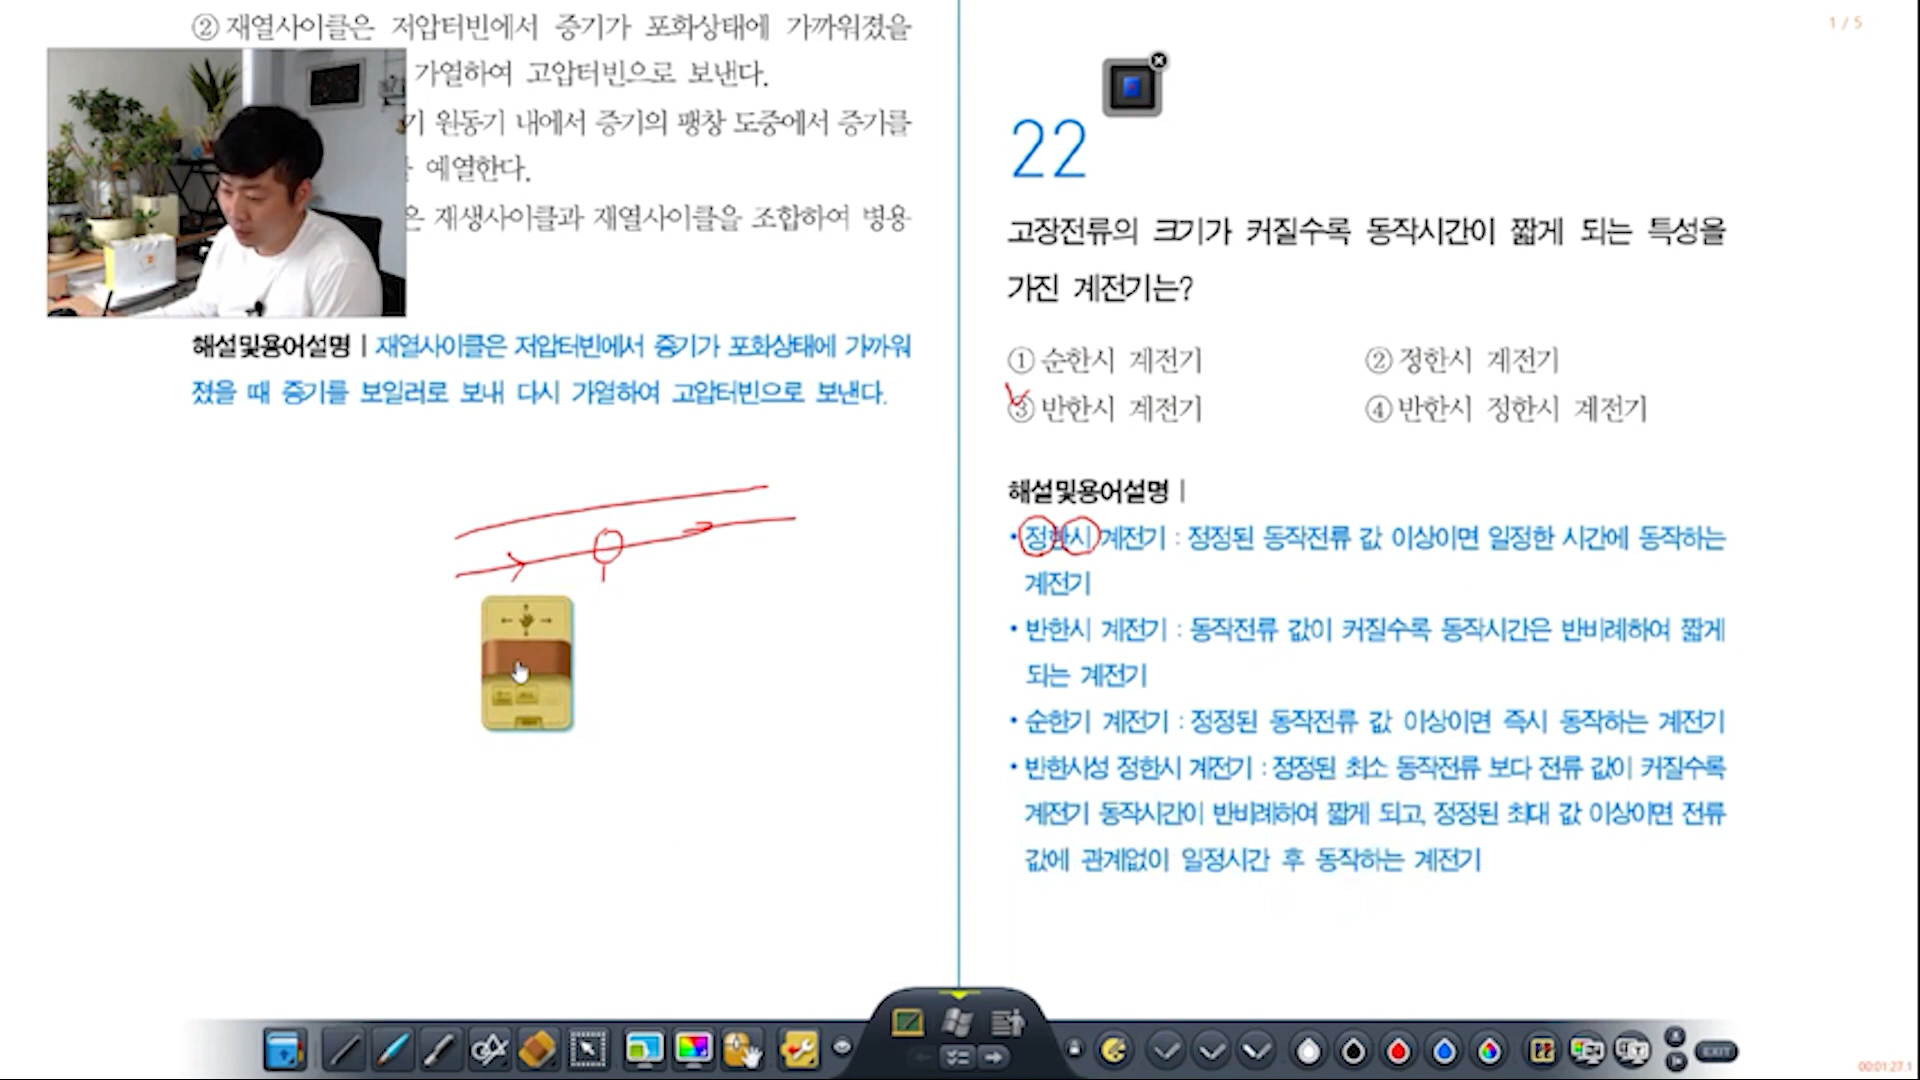 ② 재열사이클은 저압터빈에서 증기가 포화상태에 가까워졌을
가열하여 고압터빈으로 보낸다.
기 원동기 내에서 증기의 팽창 도중에서 증기를
예열한다.
은 재생사이클과 재열사이클을 조합하여 병용
해설및용어설명 | 재열사이클은 저압터빈에서 증기가 포화상태에 가까워
졌을 때 증기를 보일러로 보내 다시 가열하여 고압터빈으로 보낸다.
1 / 5
22
고장전류의 크기가 커질수록 동작시간이 짧게 되는 특성을
가진 계전기는?
① 순한시 계전기 ② 정한시 계전기
③ 반한시 계전기 ④ 반한시 정한시 계전기
해설및용어설명 |
• 정한시 계전기 : 정정된 동작전류 값 이상이면 일정한 시간에 동작하는
계전기
• 반한시 계전기 : 동작전류 값이 커질수록 동작시간은 반비례하여 짧게
되는 계전기
• 순한기 계전기 : 정정된 동작전류 값 이상이면 즉시 동작하는 계전기
• 반한시성 정한시 계전기 : 정정된 최소 동작전류 보다 전류 값이 커질수록
계전기 동작시간이 반비례하여 짧게 되고, 정정된 최대 값 이상이면 전류
값에 관계없이 일정시간 후 동작하는 계전기
EXIT
00:01:27.1